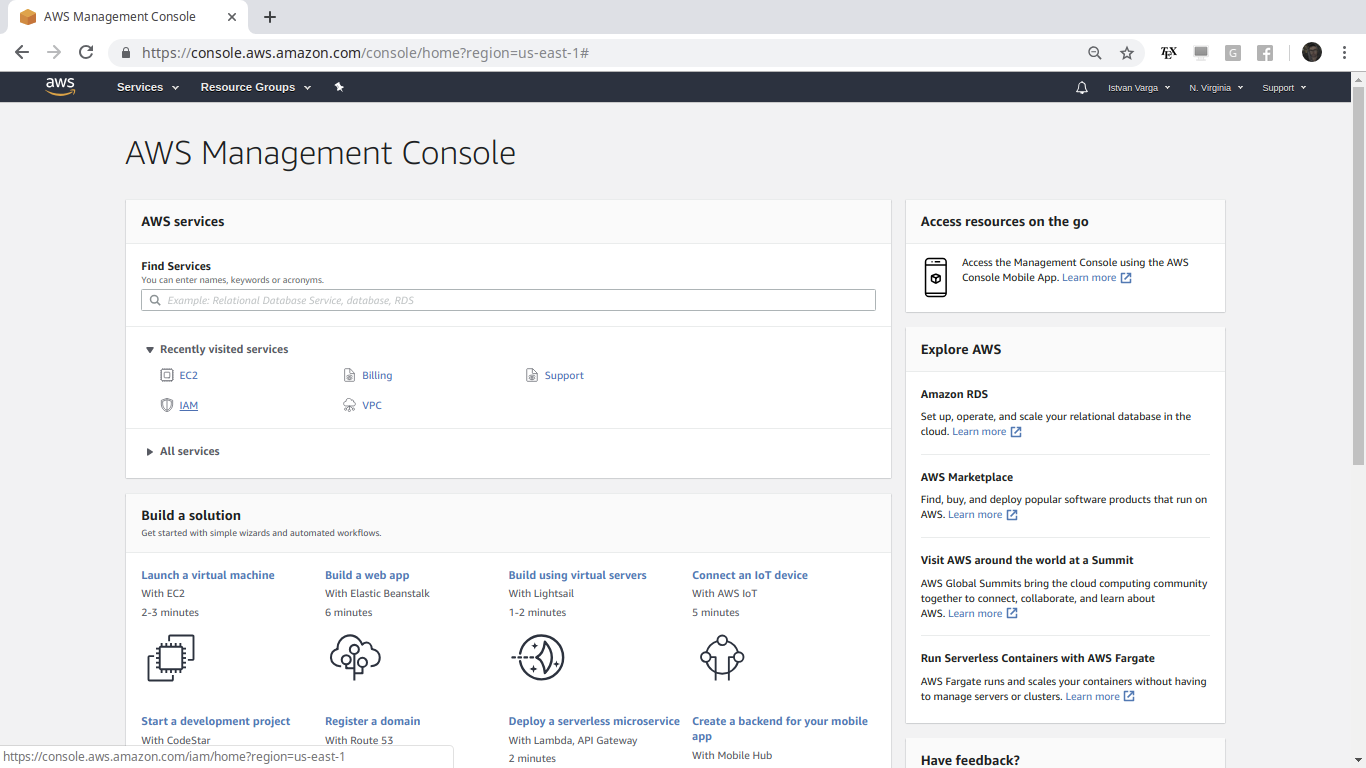 AWS Management Console
https://console.aws.amazon.com/console/home?region=us-east-1#
TEX
G
aws
Services
Resource Groups
Istvan Varga
N. Virginia
Support
AWS Management Console
AWS services
Find Services
You can enter names, keywords or acronyms.
Example: Relational Database Service, database, RDS
Recently visited services
EC2
Billing
Support
IAM
VPC
All services
Build a solution
Get started with simple wizards and automated workflows.
Launch a virtual machine
With EC2
2-3 minutes
Build a web app
With Elastic Beanstalk
6 minutes
Build using virtual servers
With Lightsail
1-2 minutes
Connect an IoT device
With AWS IoT
5 minutes
Start a development project
With CodeStar
Register a domain
With Route 53
Deploy a serverless microservice
With Lambda, API Gateway
2 minutes
Create a backend for your mobile
app
With Mobile Hub
Access resources on the go
Access the Management Console using the AWS
Console Mobile App. Learn more
Explore AWS
Amazon RDS
Set up, operate, and scale your relational database in the
cloud. Learn more
AWS Marketplace
Find, buy, and deploy popular software products that run on
AWS. Learn more
Visit AWS around the world at a Summit
AWS Global Summits bring the cloud computing community
together to connect, collaborate, and learn about
AWS. Learn more
Run Serverless Containers with AWS Fargate
AWS Fargate runs and scales your containers without having
to manage servers or clusters. Learn more
Have feedback?
https://console.aws.amazon.com/iam/home?region=us-east-1